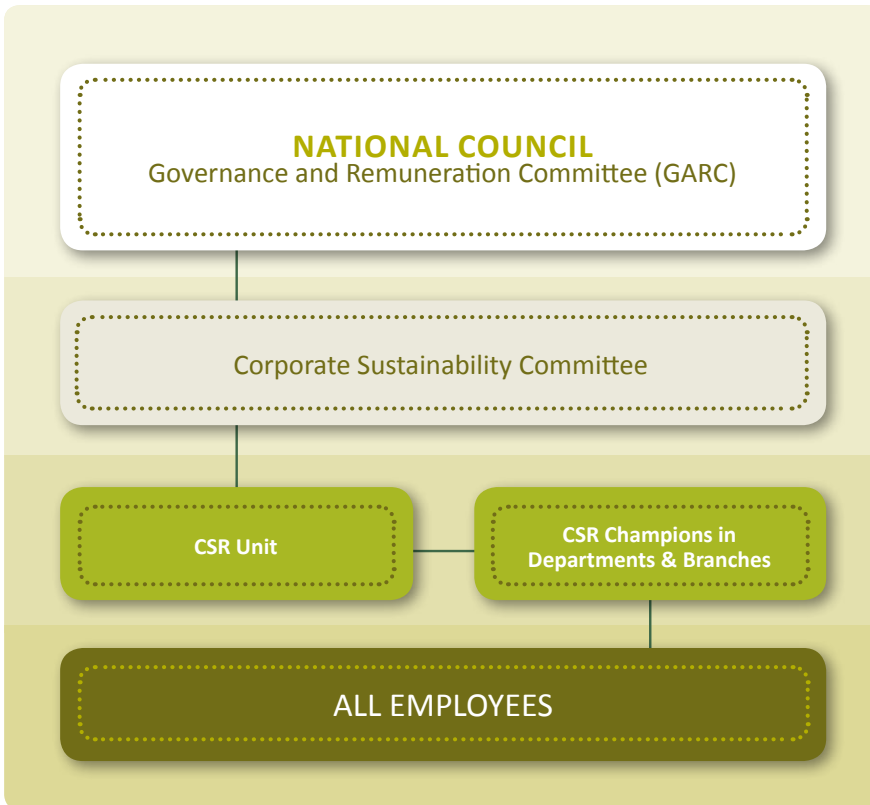 NATIONAL COUNCIL
Governance and Remuneration Committee (GARC)
Corporate Sustainability Committee
CSR Unit
CSR Champions in
Departments & Branches
ALL EMPLOYEES